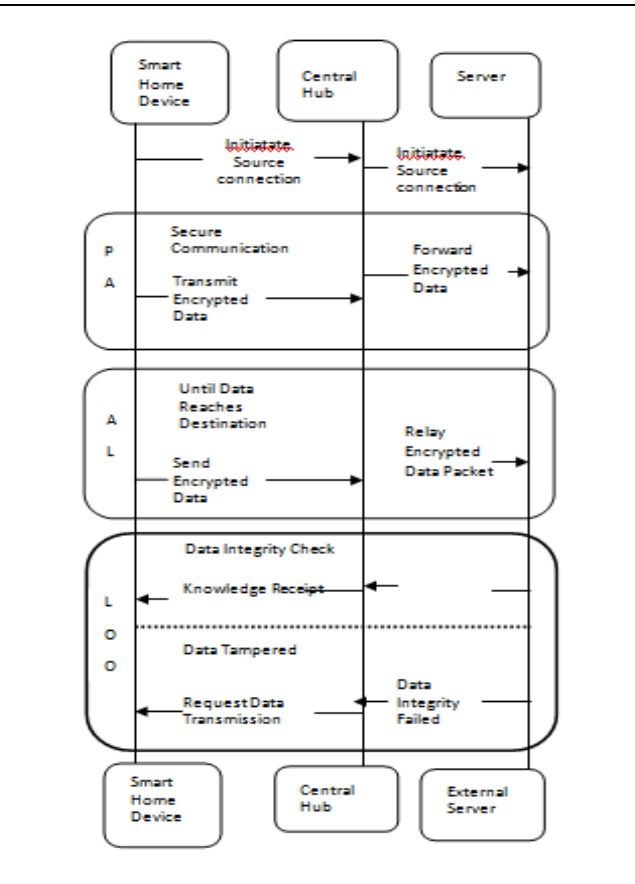 Smart
Home
Device
Central
Hub
Server
Initiatate
Source
connection
Initiatate
Source
connection
P
A
Secure
Communication
Transmit
Encrypted
Data
Forward
Encrypted
Data
A
L
Until Data
Reaches
Destination
Send
Encrypted
Data
Relay
Encrypted
Data Packet
L
O
O
Data Integrity Check
Knowledge Receipt
Data Tampered
Request Data
Transmission
Data
Integrity
Failed
Smart
Home
Device
Central
Hub
External
Server